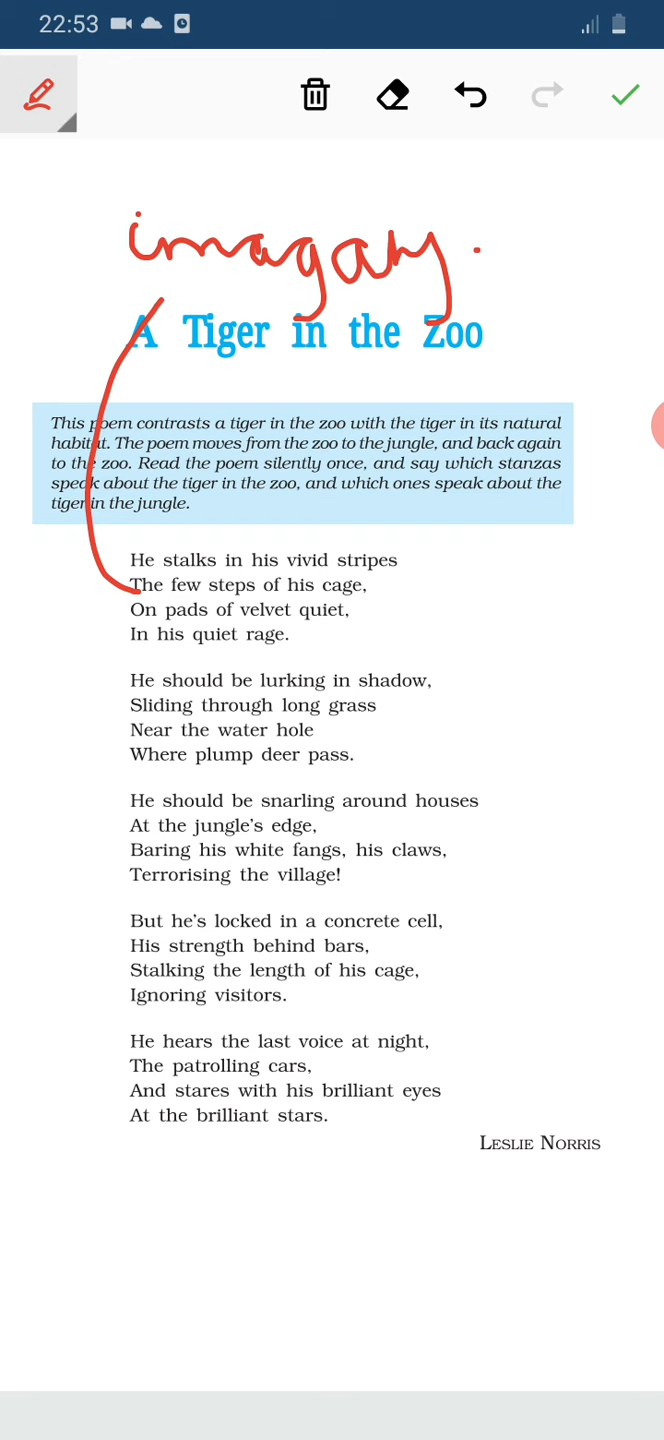 22:53
imagary.
A Tiger in the Zoo
This poem contrasts a tiger in the zoo with the tiger in its natural
habitat. The poem moves from the zoo to the jungle, and back again
to the zoo. Read the poem silently once, and say which stanzas
speak about the tiger in the zoo, and which ones speak about the
tiger in the jungle.
He stalks in his vivid stripes
The few steps of his cage,
On pads of velvet quiet,
In his quiet rage.
He should be lurking in shadow,
Sliding through long grass
Near the water hole
Where plump deer pass.
He should be snarling around houses
At the jungle's edge,
Baring his white fangs, his claws,
Terrorising the village!
But he's locked in a concrete cell,
His strength behind bars,
Stalking the length of his cage,
Ignoring visitors.
He hears the last voice at night,
The patrolling cars,
And stares with his brilliant eyes
At the brilliant stars.
LESLIE NORRIS